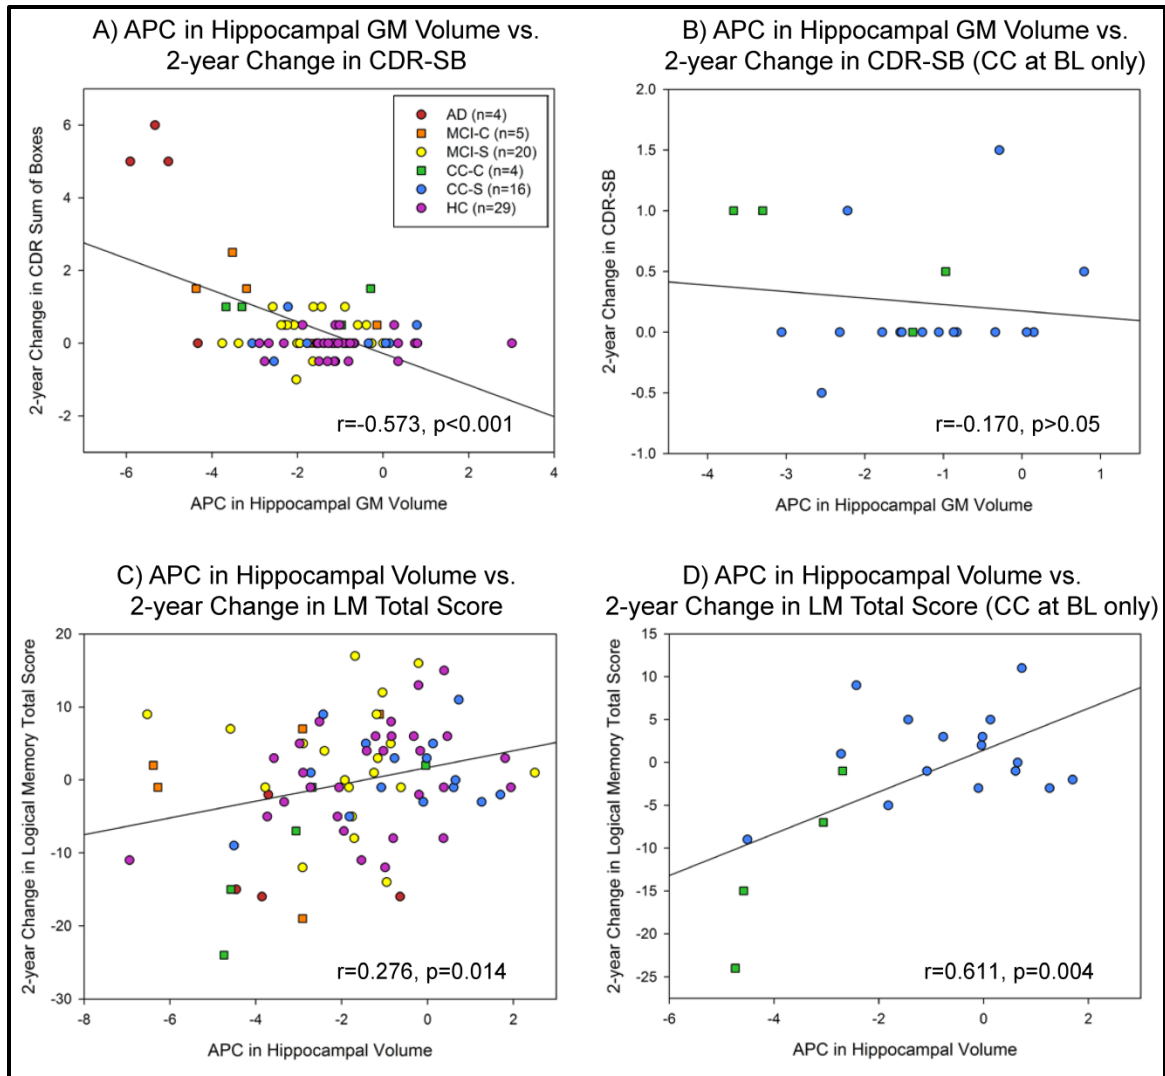 A) APC in Hippocampal GM Volume vs.
2-year Change in CDR-SB
2-year Change in CDR Sum of Boxes
6
4
2
0
-2
AD (n=4)
MCI-C (n=5)
MCI-S (n=20)
CC-C (n=4)
CC-S (n=16)
HC (n=29)
r=-0.573, p<0.001
-6
-4
-2
0
2
4
APC in Hippocampal GM Volume
B) APC in Hippocampal GM Volume vs.
2-year Change in CDR-SB (CC at BL only)
2-year Change in CDR-SB
2.0
1.5
1.0
0.5
0.0
-0.5
-1.0
r=-0.170, p>0.05
-4
-3
-2
-1
0
1
APC in Hippocampal GM Volume
C) APC in Hippocampal Volume vs.
2-year Change in LM Total Score
2-year Change in Logical Memory Total Score
20
10
0
-10
-20
-30
r=0.276, p=0.014
-8
-6
-4
-2
0
2
APC in Hippocampal Volume
D) APC in Hippocampal Volume vs.
2-year Change in LM Total Score (CC at BL only)
2-year Change in Logical Memory Total Score
15
10
5
0
-5
-10
-15
-20
-25
r=0.611, p=0.004
-6
-4
-2
0
2
APC in Hippocampal Volume